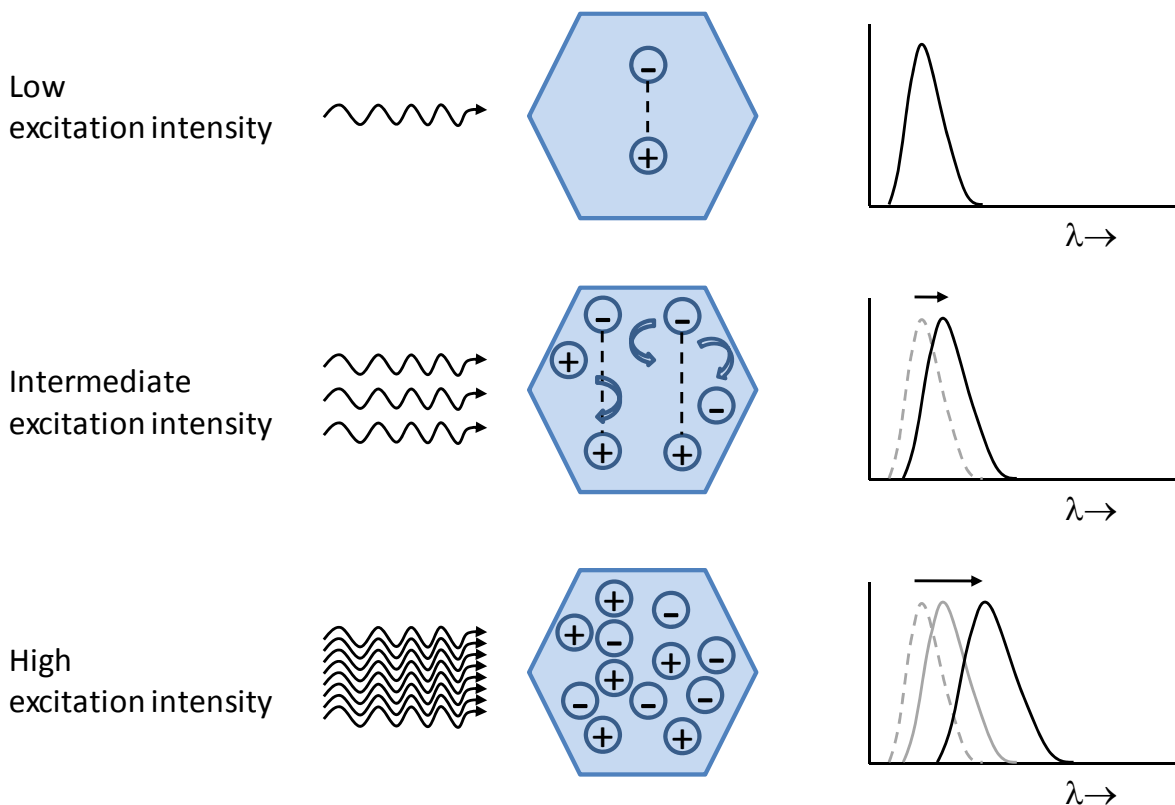 Low
excitation intensity
-
+
λ→
Intermediate
excitation intensity
- -
+
-
+ +
λ→
High
excitation intensity
+
-
+
-
+
-
+
-
-
-
+
+
λ→